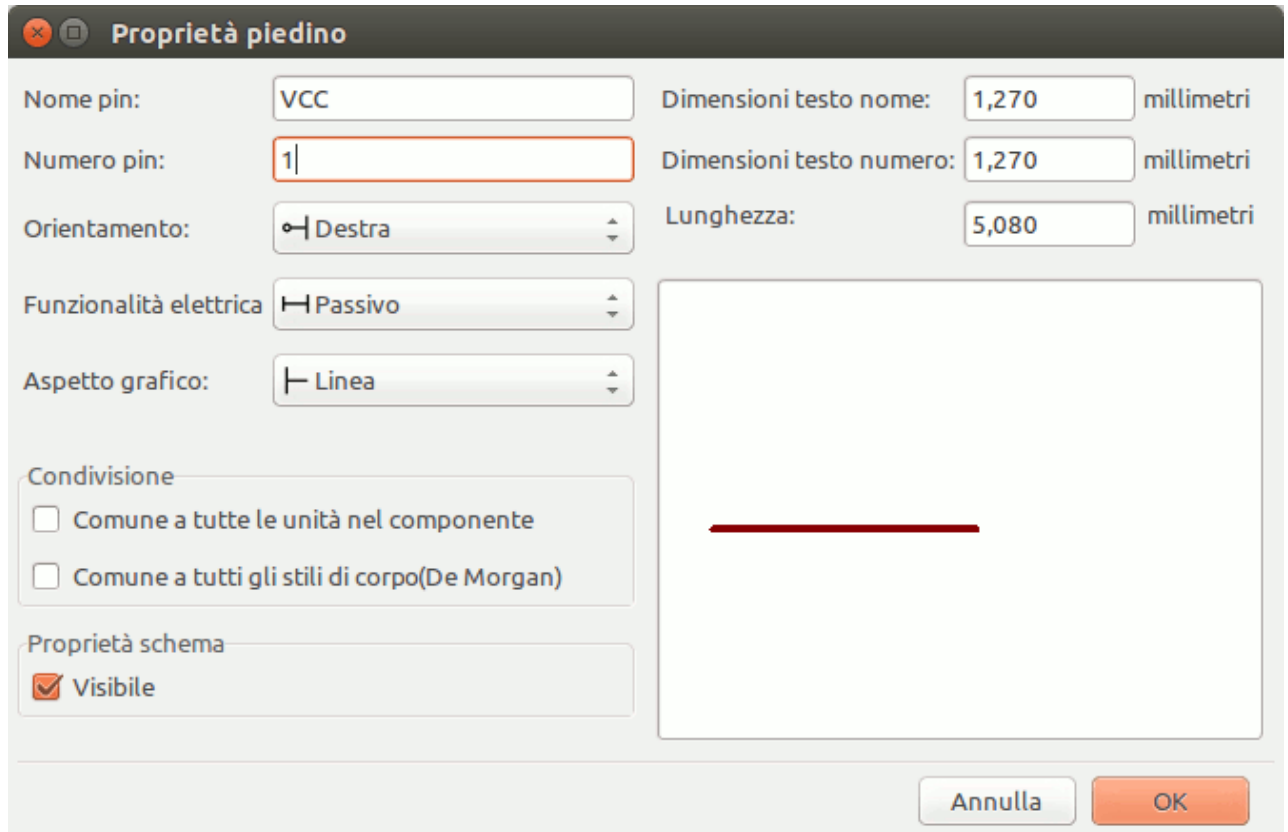 Proprietà piedino
Nome pin: VCC
Numero pin: 1
Orientamento: Destra
Funzionalità elettrica Passivo
Aspetto grafico: Linea
Condivisione
Comune a tutte le unità nel componente
Comune a tutti gli stili di corpo(De Morgan)
Proprietà schema
Visibile
Dimensioni testo nome: 1,270 millimetri
Dimensioni testo numero: 1,270 millimetri
Lunghezza: 5,080 millimetri
Annulla OK